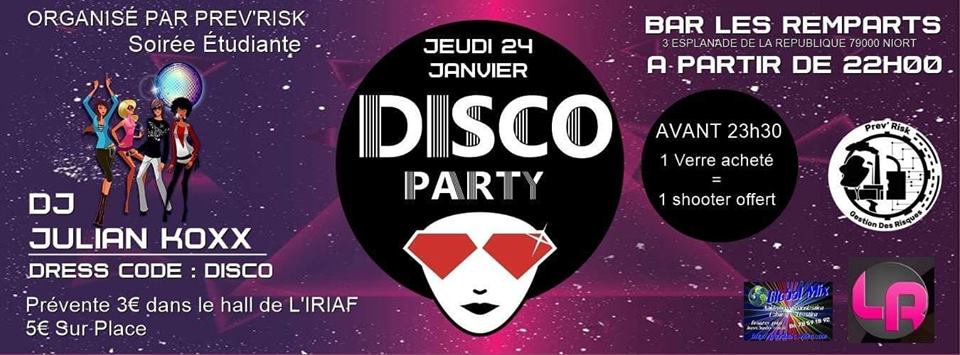 ORGANISÉ PAR PREV'RISK
Soirée Étudiante
DJ
JULIAN KOXX
DRESS CODE : DISCO
Prévente 3€ dans le hall de L'IRIAF
5€ Sur Place
JEUDI 24
JANVIER
DISCO
PARTY
BAR LES REMPARTS
3 ESPLANADE DE LA REPUBLIQUE 79000 NIORT
A PARTIR DE 22H00
AVANT 23h30
1 Verre acheté
=
1 shooter offert
Prev' Risk
Gestion Des Risques
Global Mix
LR